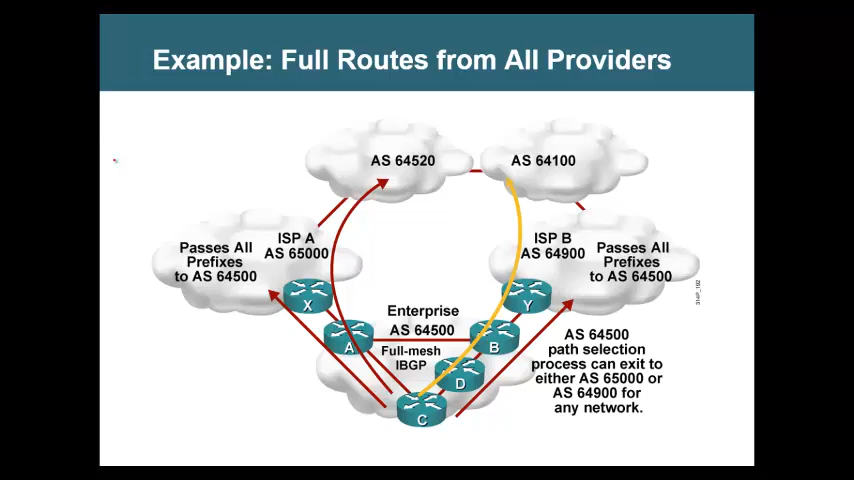 Example: Full Routes from All Providers
AS 64520
AS 64100
ISP A
AS 65000
Passes All
Prefixes
to AS 64500
ISP B
AS 64900
Passes All
Prefixes
to AS 64500
X
Y
Enterprise
AS 64500
A
B
Full-mesh
IBGP
D
C
AS 64500
path selection
process can exit to
either AS 65000 or
AS 64900 for
any network.